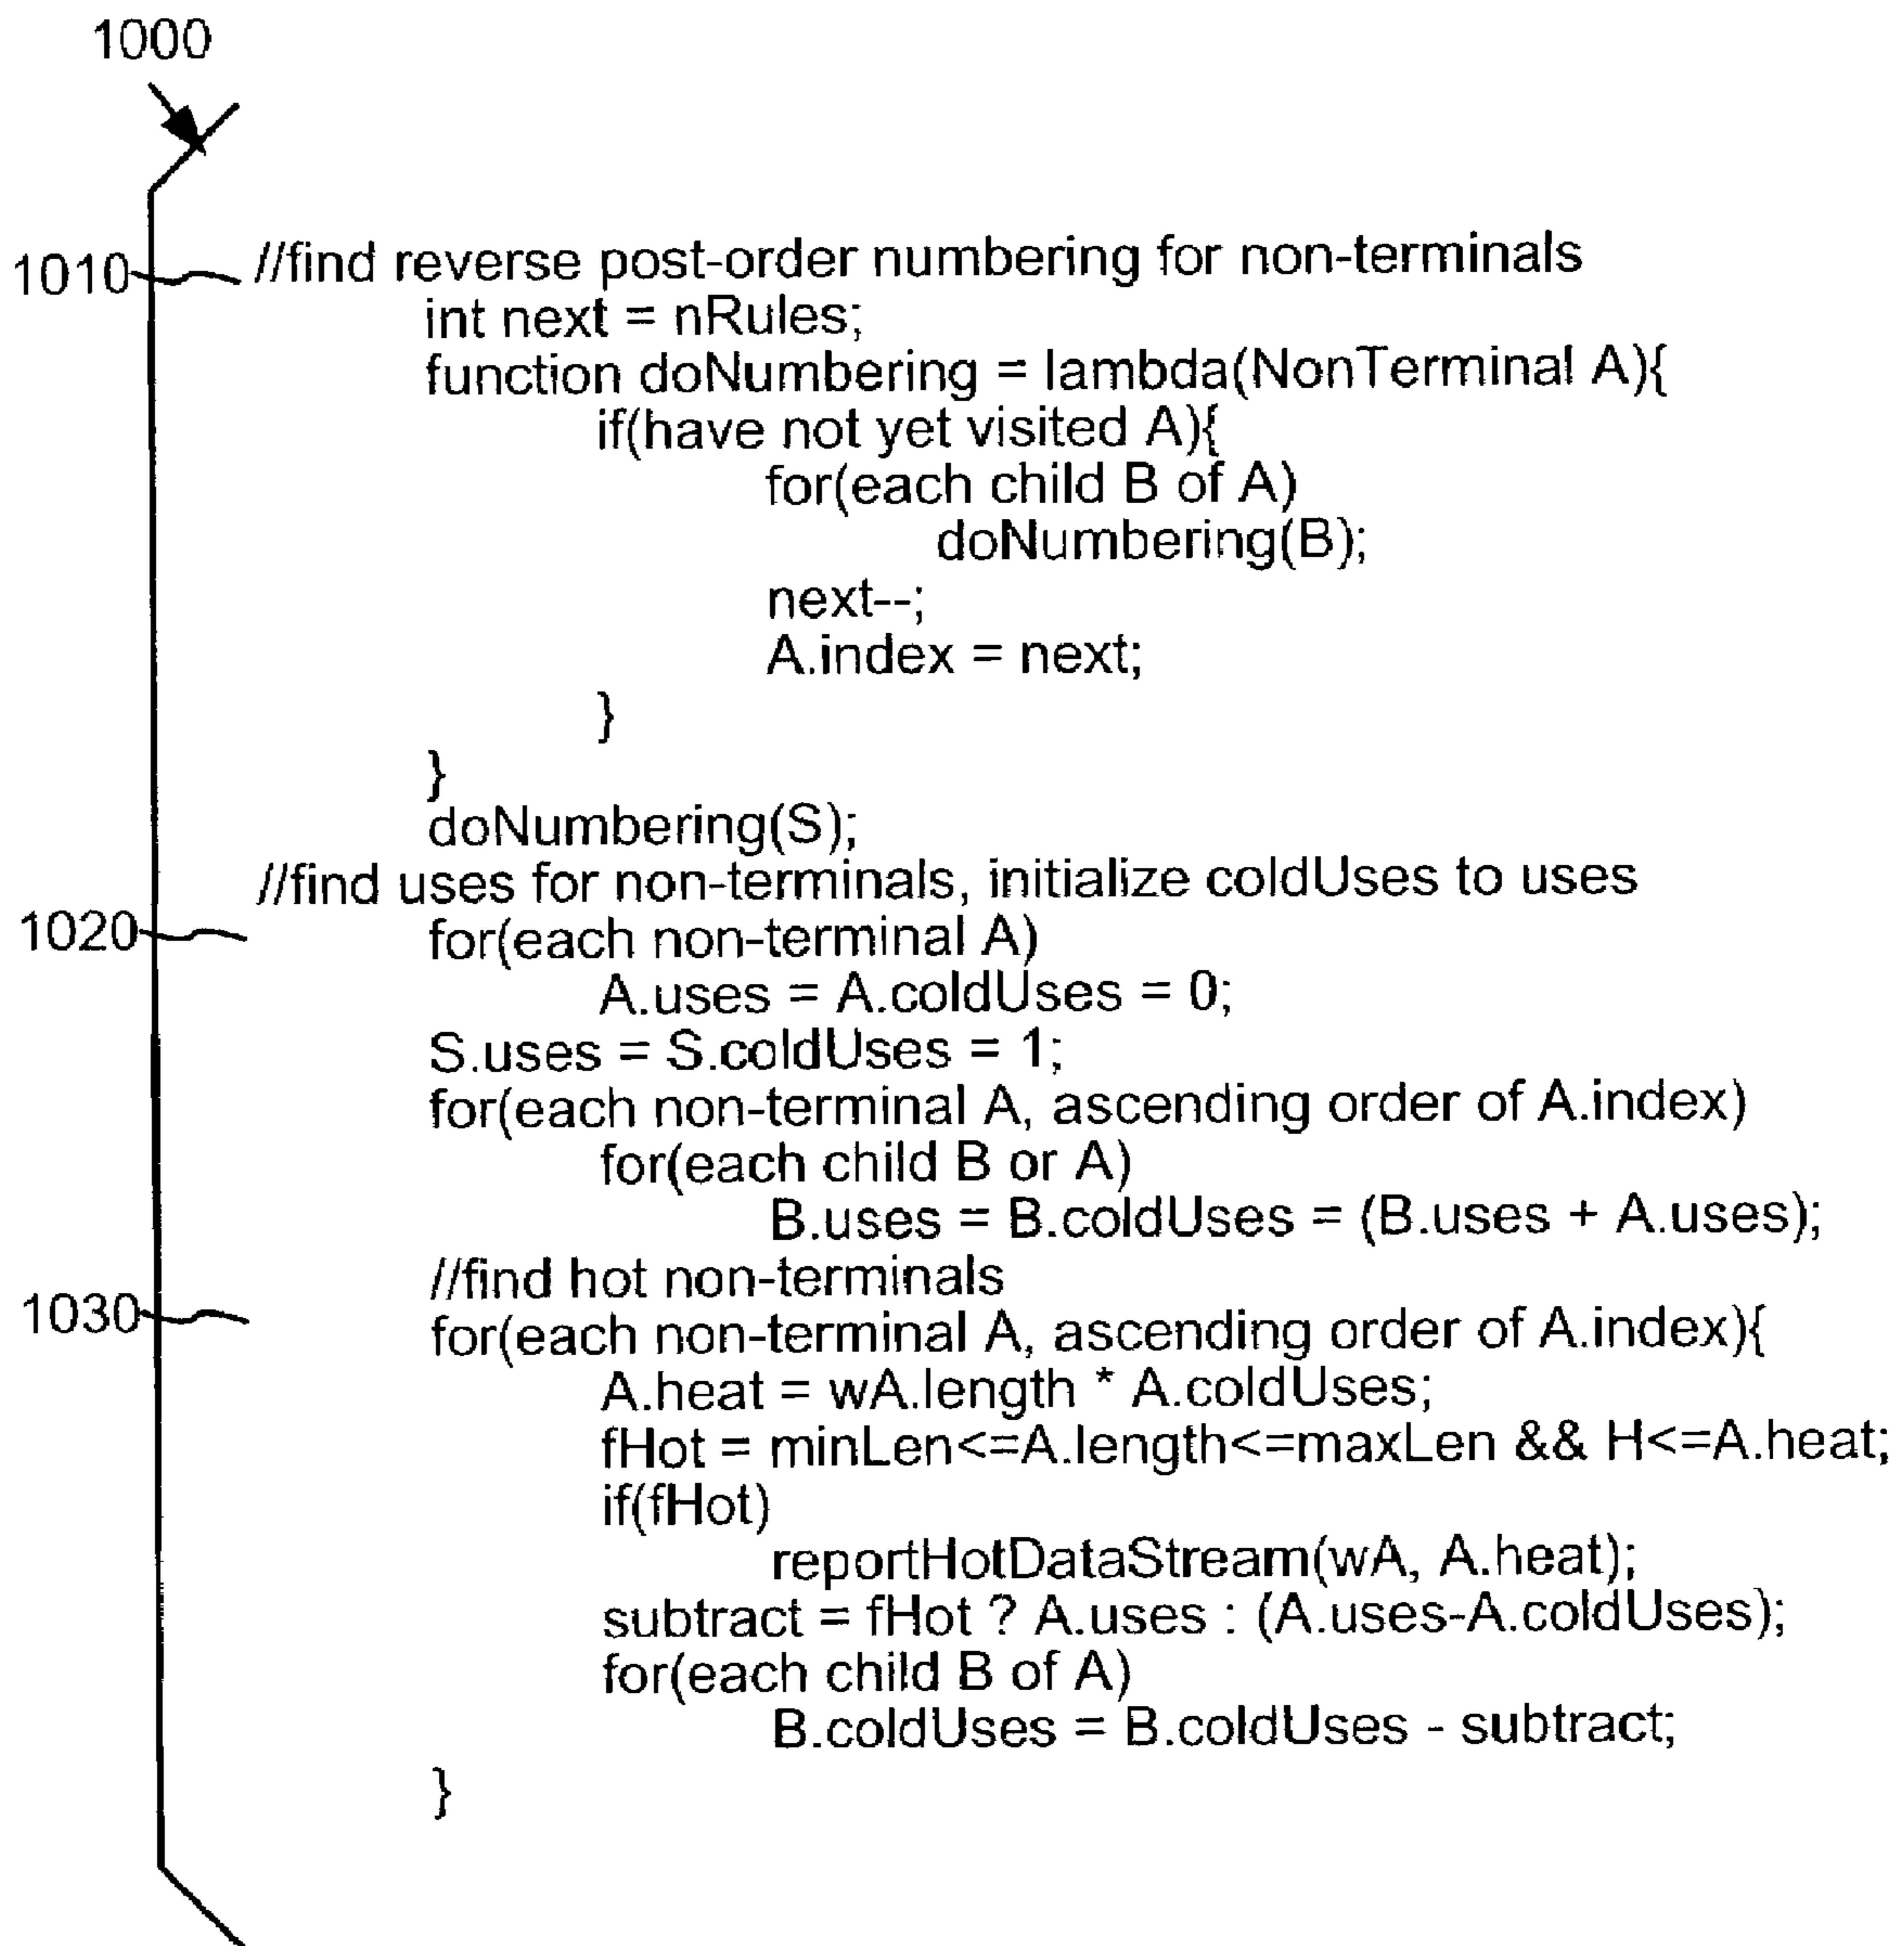 1000
1010 //find reverse post-order numbering for non-terminals
int next = nRules;
function doNumbering = lambda(NonTerminal A){
if(have not yet visited A){
for(each child B of A)
doNumbering(B);
next--;
A.index = next;
}
}
doNumbering(S);
//find uses for non-terminals, initialize coldUses to uses
1020 for(each non-terminal A)
A.uses = A.coldUses = 0;
S.uses = S.coldUses = 1;
for(each non-terminal A, ascending order of A.index)
for(each child B or A)
B.uses = B.coldUses = (B.uses + A.uses);
//find hot non-terminals
1030 for(each non-terminal A, ascending order of A.index){
A.heat = wA.length * A.coldUses;
fHot = minLen<=A.length<=maxLen && H<=A.heat;
if(fHot)
reportHotDataStream(wA, A.heat);
subtract = fHot ? A.uses : (A.uses-A.coldUses);
for(each child B of A)
B.coldUses = B.coldUses - subtract;
}